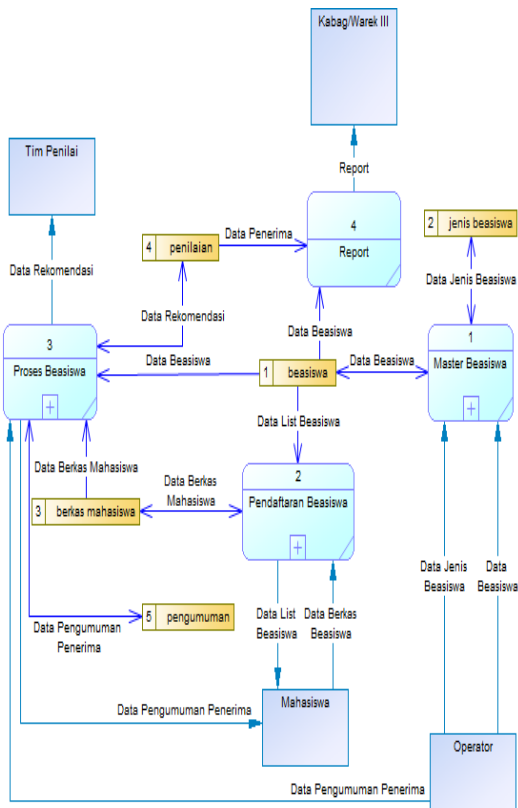 Kabag/Warek III
Tim Penilai
Report
4
Report
2 jenis beasiswa
4 penilaian
Data Penerima
Data Rekomendasi
Data Jenis Beasiswa
Data Rekomendasi
Data Beasiswa
3
Proses Beasiswa
Data Beasiswa
1 beasiswa
Data Beasiswa
1
Master Beasiswa
Data List Beasiswa
Data Berkas Mahasiswa
3 berkas mahasiswa
Data Berkas
Mahasiswa
2
Pendaftaran Beasiswa
Data Jenis
Beasiswa
Data
Beasiswa
Data Pengumuman
Penerima
5 pengumuman
Data List
Beasiswa
Data Berkas
Beasiswa
Data Pengumuman Penerima
Mahasiswa
Operator
Data Pengumuman Penerima